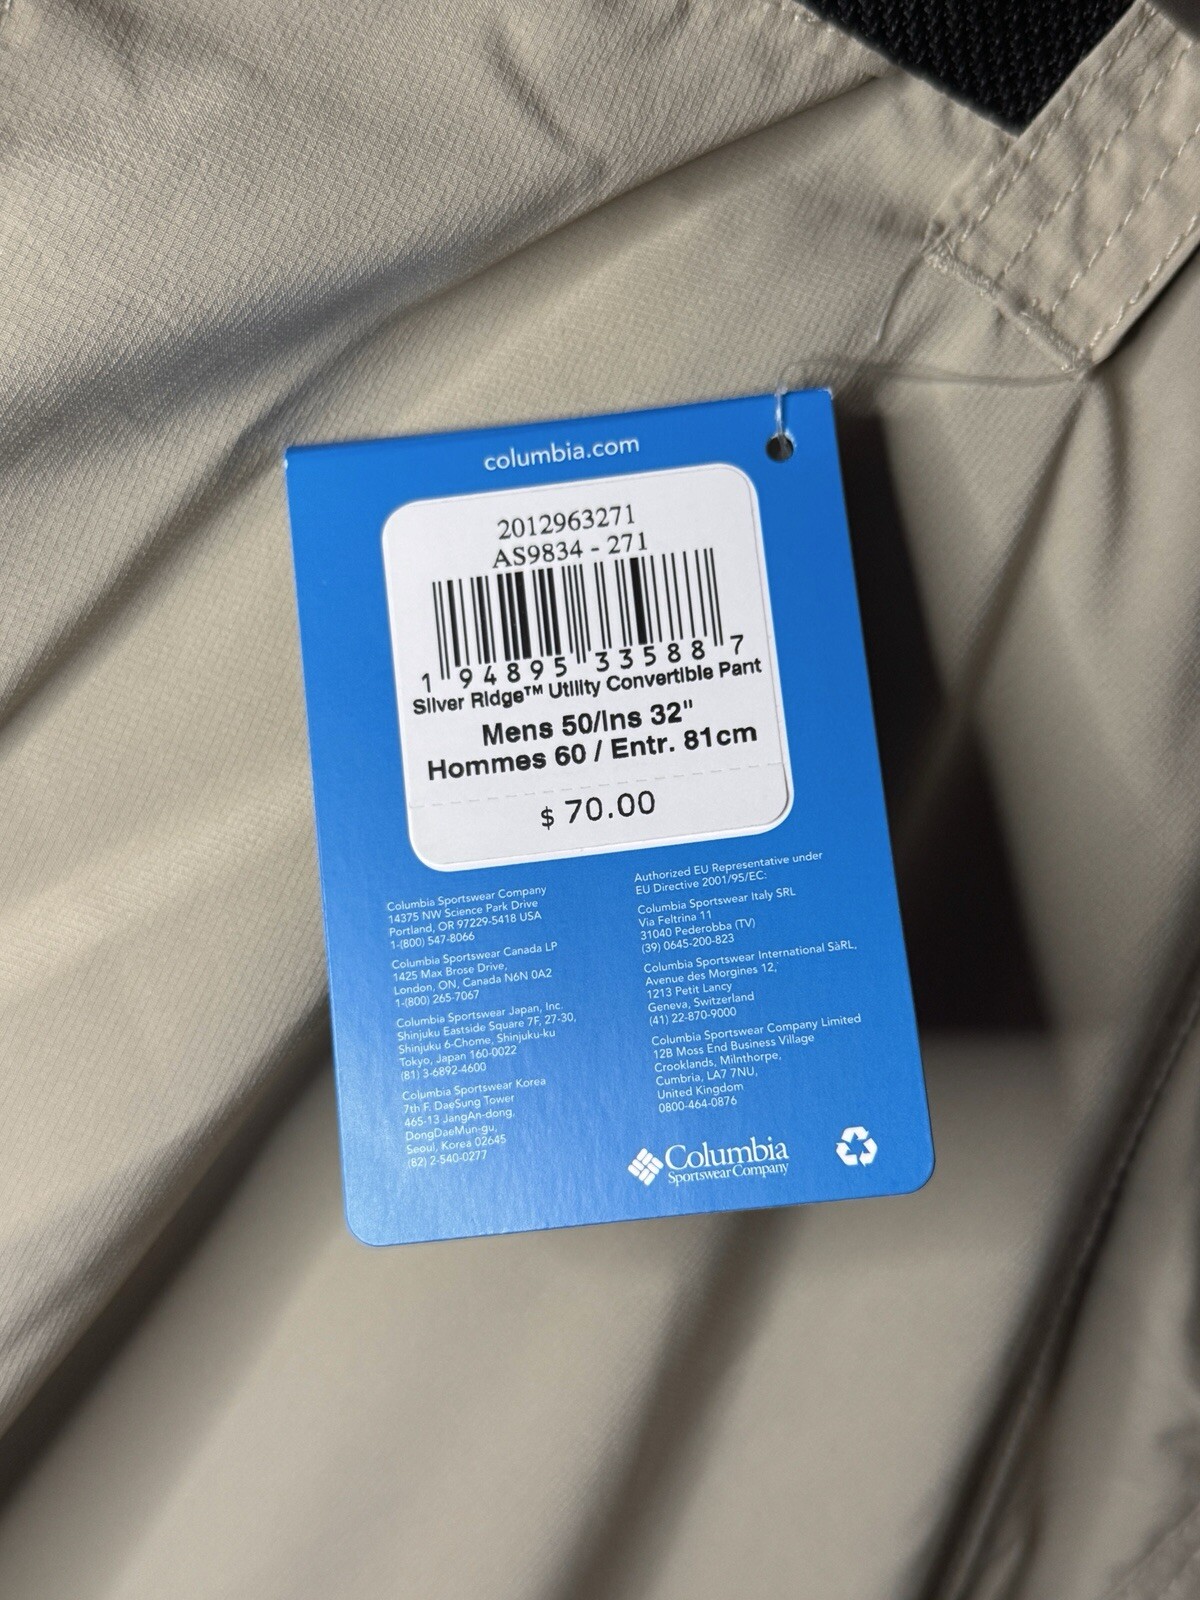 columbia.com
2012963271
AS9834 - 271
1 94895 33588 7
Silver Ridge™ Utility Convertible Pant
Mens 50/Ins 32"
Hommes 60 / Entr. 81cm
$ 70.00
Columbia Sportswear Company
14375 NW Science Park Drive
Portland, OR 97229-5418 USA
1-(800) 547-8066
Columbia Sportswear Canada LP
1425 Max Brose Drive,
London, ON, Canada N6N 0A2
1-(800) 265-7067
Columbia Sportswear Japan, Inc.
Shinjuku Eastside Square 7F, 27-30,
Shinjuku 6-Chome, Shinjuku-ku
Tokyo, Japan 160-0022
(81) 3-6892-4600
Columbia Sportswear Korea
7th F. DaeSung Tower
465-13 JangAn-dong,
DongDaeMun-gu,
Seoul, Korea 02645
(82) 2-540-0277
Authorized EU Representative under
EU Directive 2001/95/EC:
Columbia Sportswear Italy SRL
Via Feltrina 11
31040 Pederobba (TV)
(39) 0645-200-823
Columbia Sportswear International SàRL,
Avenue des Morgines 12,
1213 Petit Lancy
Geneva, Switzerland
(41) 22-870-9000
Columbia Sportswear Company Limited
12B Moss End Business Village
Crooklands, Milnthorpe,
Cumbria, LA7 7NU,
United Kingdom
0800-464-0876
Columbia
Sportswear Company